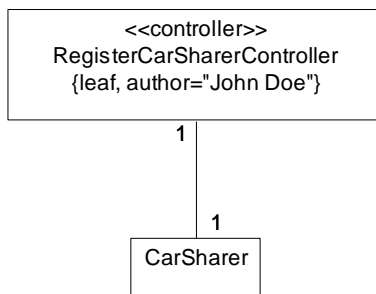 <<controller>>
RegisterCarSharerController
{leaf, author="John Doe"}
1
1
CarSharer